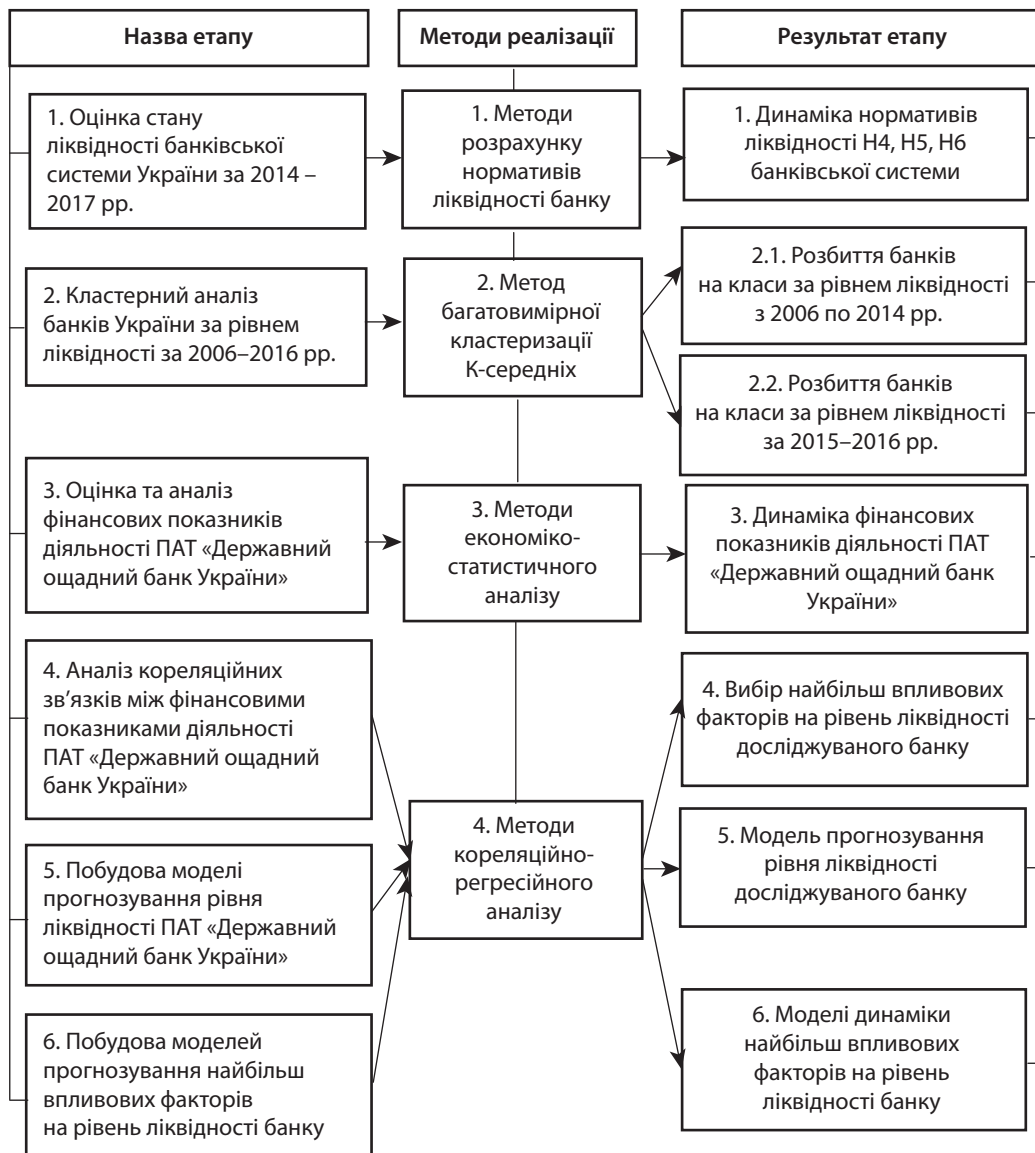 Назва етапу
Методи реалізації
Результат етапу
1. Оцінка стану
ліквідності банківської
системи України за 2014 –
2017 рр.
1. Методи
розрахунку
нормативів
ліквідності банку
1. Динаміка нормативів
ліквідності Н4, Н5, Н6
банківської системи
2. Кластерний аналіз
банків України за рівнем
ліквідності за 2006–2016 рр.
2. Метод
багатовимірної
кластеризації
К-середніх
2.1. Розбиття банків
на класи за рівнем ліквідності
з 2006 по 2014 рр.
2.2. Розбиття банків
на класи за рівнем ліквідності
за 2015–2016 рр.
3. Оцінка та аналіз
фінансових показників
діяльності ПАТ «Державний
ощадний банк України»
3. Методи
економіко-
статистичного
аналізу
3. Динаміка фінансових
показників діяльності ПАТ
«Державний ощадний банк
України»
4. Аналіз кореляційних
зв’язків між фінансовими
показниками діяльності
ПАТ «Державний ощадний
банк України»
4. Методи
кореляційно-
регресійного
аналізу
4. Вибір найбільш впливових
факторів на рівень ліквідності
досліджуваного банку
5. Побудова моделі
прогнозування рівня
ліквідності ПАТ «Державний
ощадний банк України»
5. Модель прогнозування
рівня ліквідності
досліджуваного банку
6. Побудова моделей
прогнозування найбільш
впливових факторів
на рівень ліквідності банку
6. Моделі динаміки
найбільш впливових
факторів на рівень
ліквідності банку